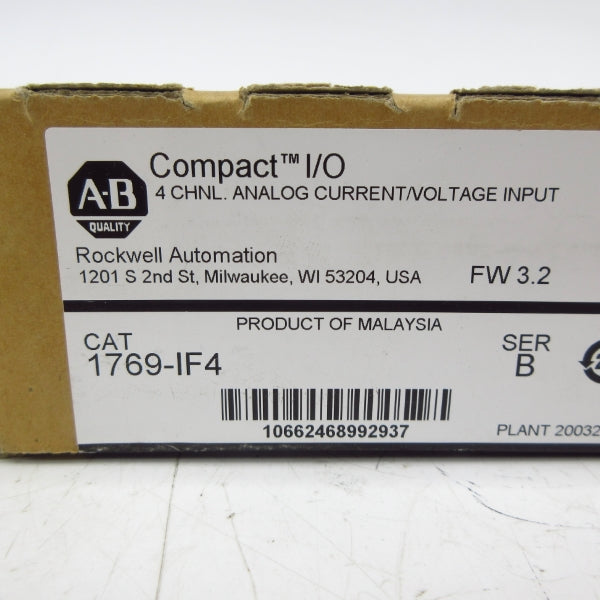 A-B
QUALITY
Compact™ I/O
4 CHNL. ANALOG CURRENT/VOLTAGE INPUT
Rockwell Automation
1201 S 2nd St, Milwaukee, WI 53204, USA FW 3.2
PRODUCT OF MALAYSIA
CAT SER
1769-IF4 B
10662468992937
PLANT 20032